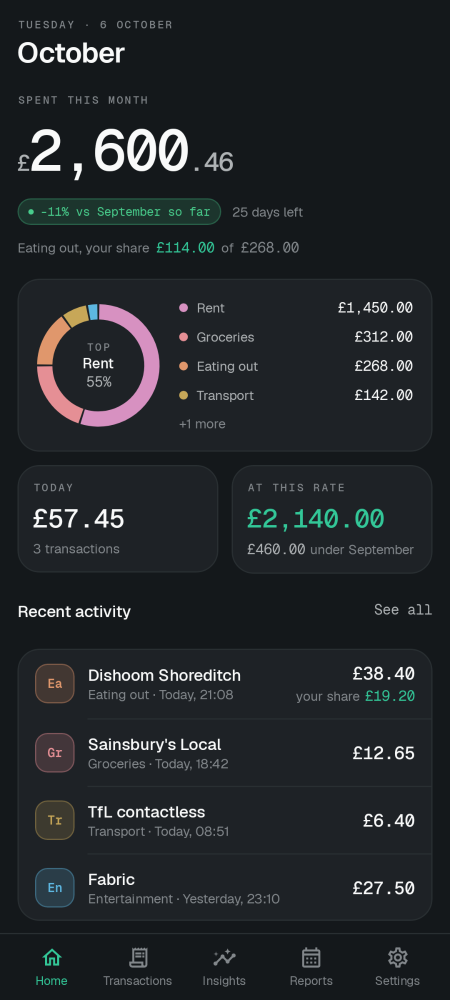 TUESDAY · 6 OCTOBER
October
SPENT THIS MONTH
£2,600.46
-11% vs September so far 25 days left
Eating out, your share £114.00 of £268.00
TOP
Rent
55%
Rent £1,450.00
Groceries £312.00
Eating out £268.00
Transport £142.00
+1 more
TODAY
£57.45
3 transactions
AT THIS RATE
£2,140.00
£460.00 under September
Recent activity See all
Ea Dishoom Shoreditch £38.40
Eating out · Today, 21:08 your share £19.20
Gr Sainsbury's Local £12.65
Groceries · Today, 18:42
Tr TfL contactless £6.40
Transport · Today, 08:51
En Fabric £27.50
Entertainment · Yesterday, 23:10
Home Transactions Insights Reports Settings